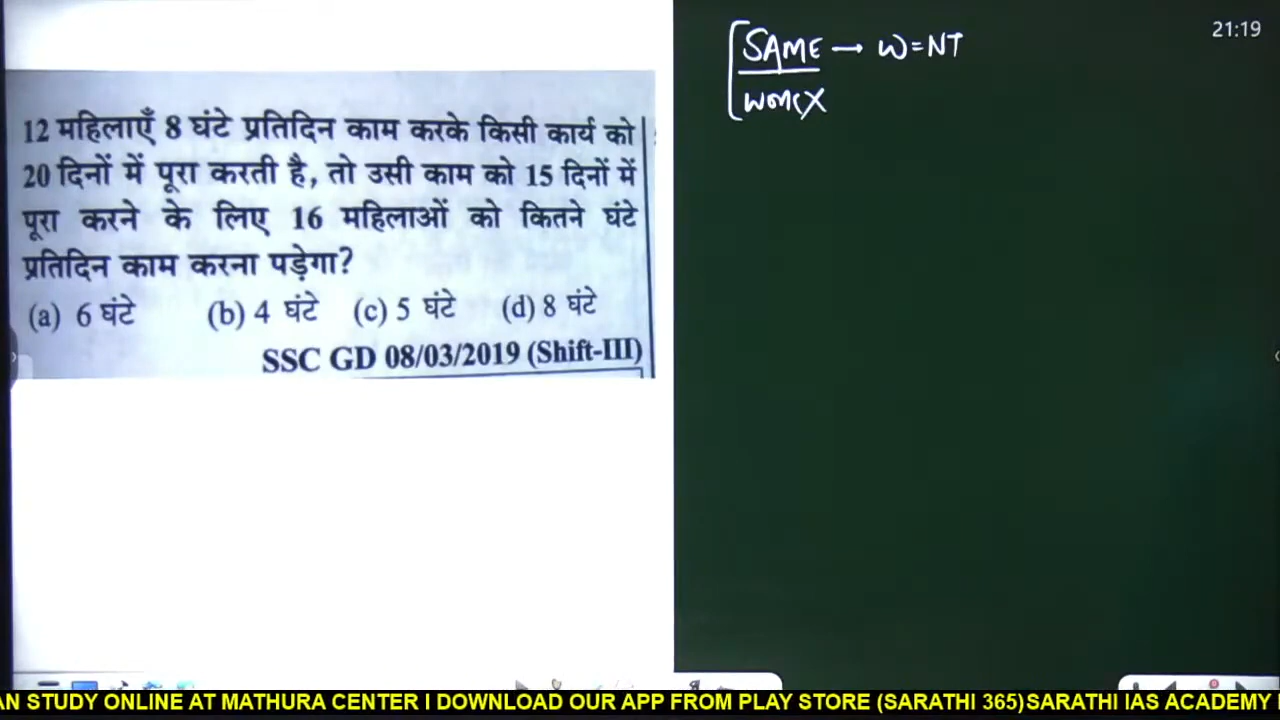 21:19
SAME → W=NT
12 महिलाएँ 8 घंटे प्रतिदिन काम करके किसी कार्य को
20 दिनों में पूरा करती है, तो उसी काम को 15 दिनों में
पूरा करने के लिए 16 महिलाओं को कितने घंटे
प्रतिदिन काम करना पड़ेगा?
(a) 6 घंटे (b) 4 घंटे (c) 5 घंटे (d) 8 घंटे
SSC GD 08/03/2019 (Shift-III)
AN STUDY ONLINE AT MATHURA CENTER I DOWNLOAD OUR APP FROM PLAY STORE (SARATHI 365)SARATHI IAS ACADEMY